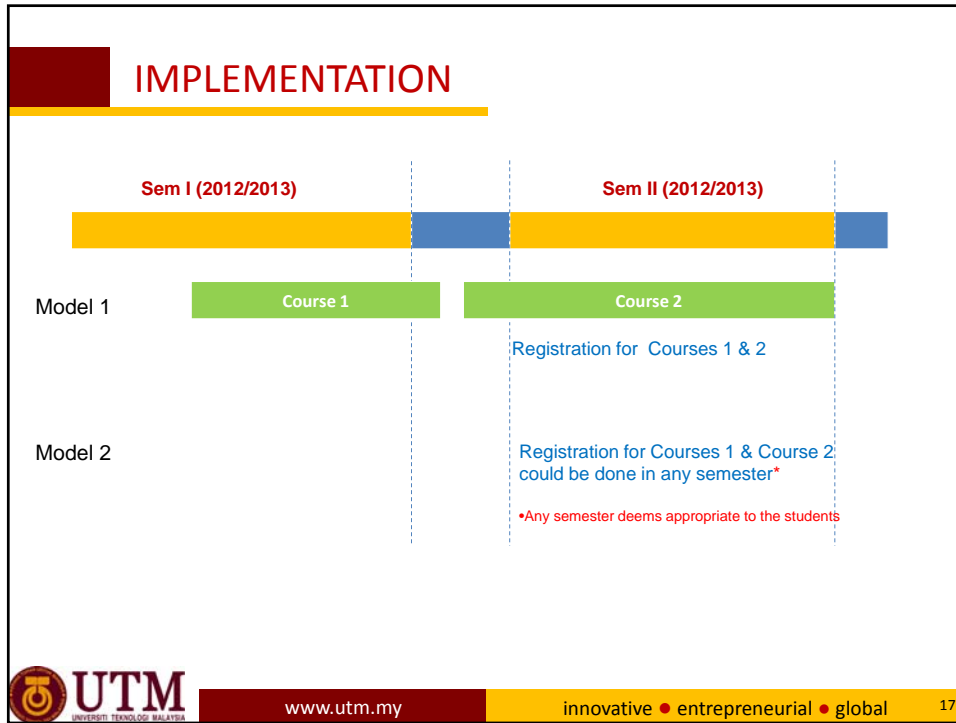 IMPLEMENTATION
Sem I (2012/2013)
Sem II (2012/2013)
Model 1
Course 1
Course 2
Registration for Courses 1 & 2
Model 2
Registration for Courses 1 & Course 2
could be done in any semester*
•Any semester deems appropriate to the students
UTM
UNIVERSITI TEKNOLOGI MALAYSIA
www.utm.my
innovative ● entrepreneurial ● global
17